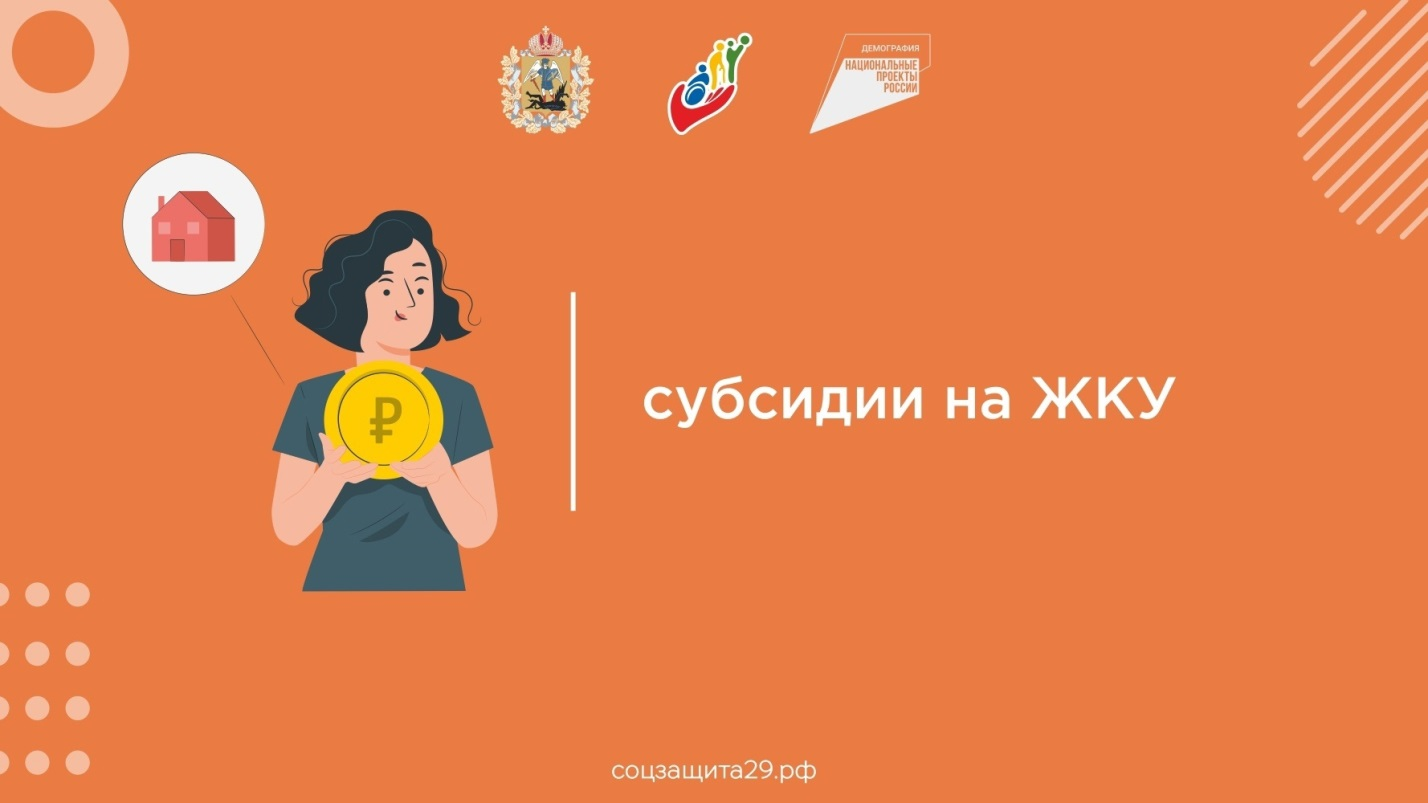 ДЕМОГРАФИЯ
НАЦИОНАЛЬНЫЕ
ПРОЕКТЫ
РОССИИ
субсидии на ЖКУ
соцзащита29.рф